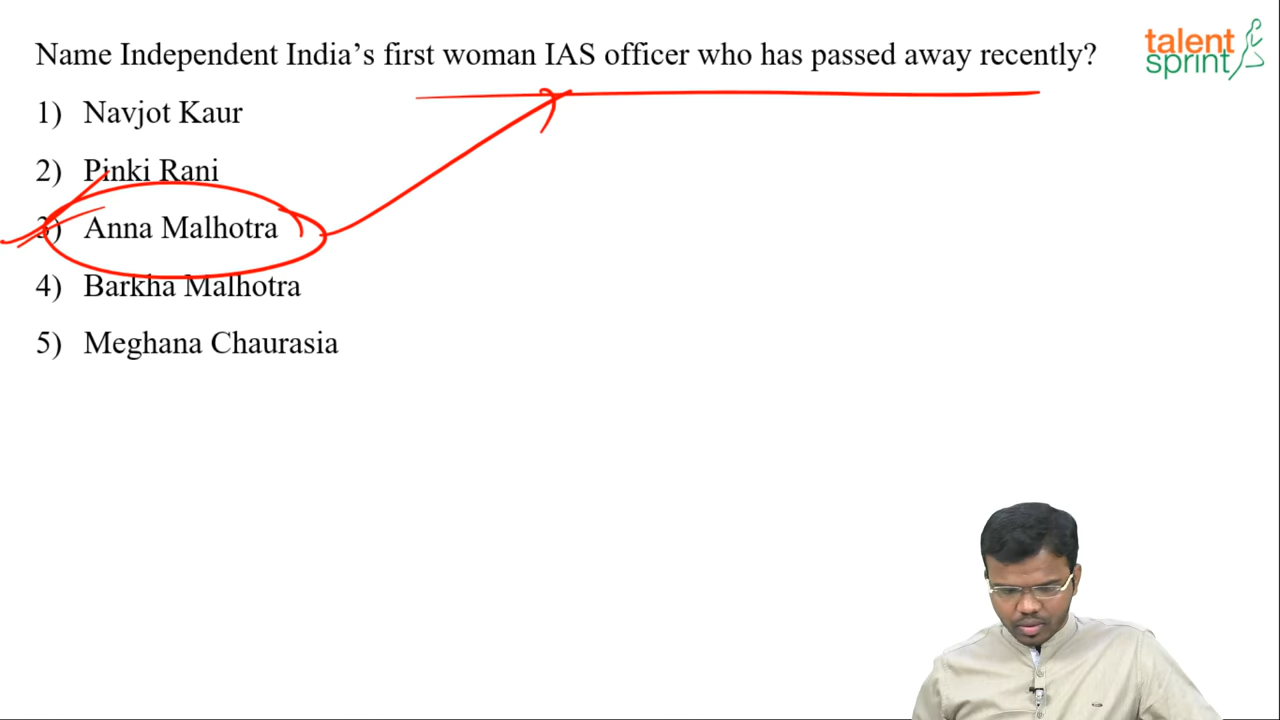 Name Independent India’s first woman IAS officer who has passed away recently?
talent
sprint
1) Navjot Kaur
2) Pinki Rani
3) Anna Malhotra
4) Barkha Malhotra
5) Meghana Chaurasia